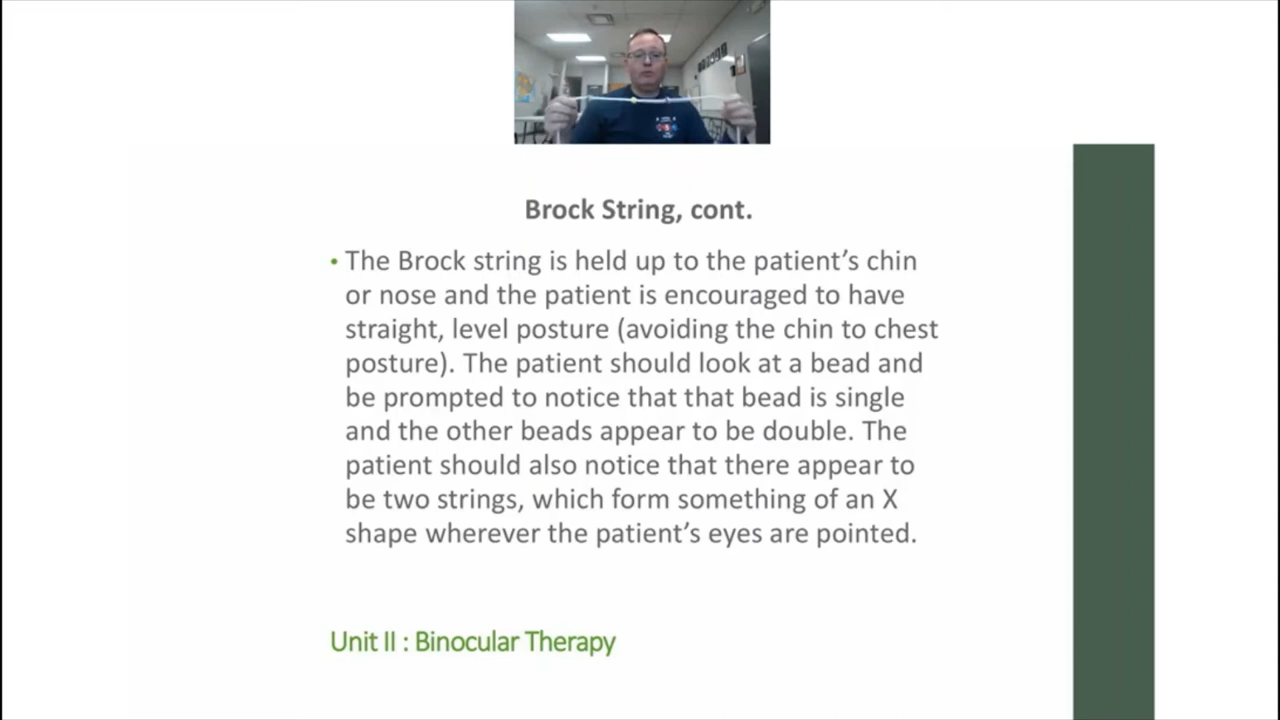 Brock String, cont.
• The Brock string is held up to the patient's chin
or nose and the patient is encouraged to have
straight, level posture (avoiding the chin to chest
posture). The patient should look at a bead and
be prompted to notice that that bead is single
and the other beads appear to be double. The
patient should also notice that there appear to
be two strings, which form something of an X
shape wherever the patient's eyes are pointed.
Unit II : Binocular Therapy